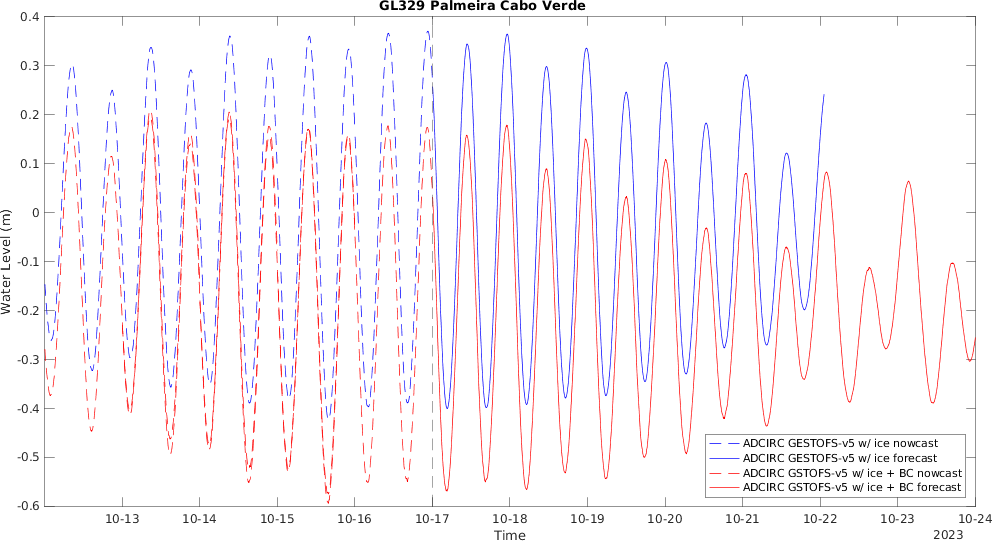 GL329 Palmeira Cabo Verde
0.4
0.3
0.2
0.1
0
-0.1
-0.2
-0.3
-0.4
-0.5
-0.6
Water Level (m)
ADCIRC GESTOFS-v5 w/ ice nowcast
ADCIRC GESTOFS-v5 w/ ice forecast
ADCIRC GSTOFS-v5 w/ ice + BC nowcast
ADCIRC GSTOFS-v5 w/ ice + BC forecast
10-13 10-14 10-15 10-16 10-17 10-18 10-19 10-20 10-21 10-22 10-23 10-24
Time
2023